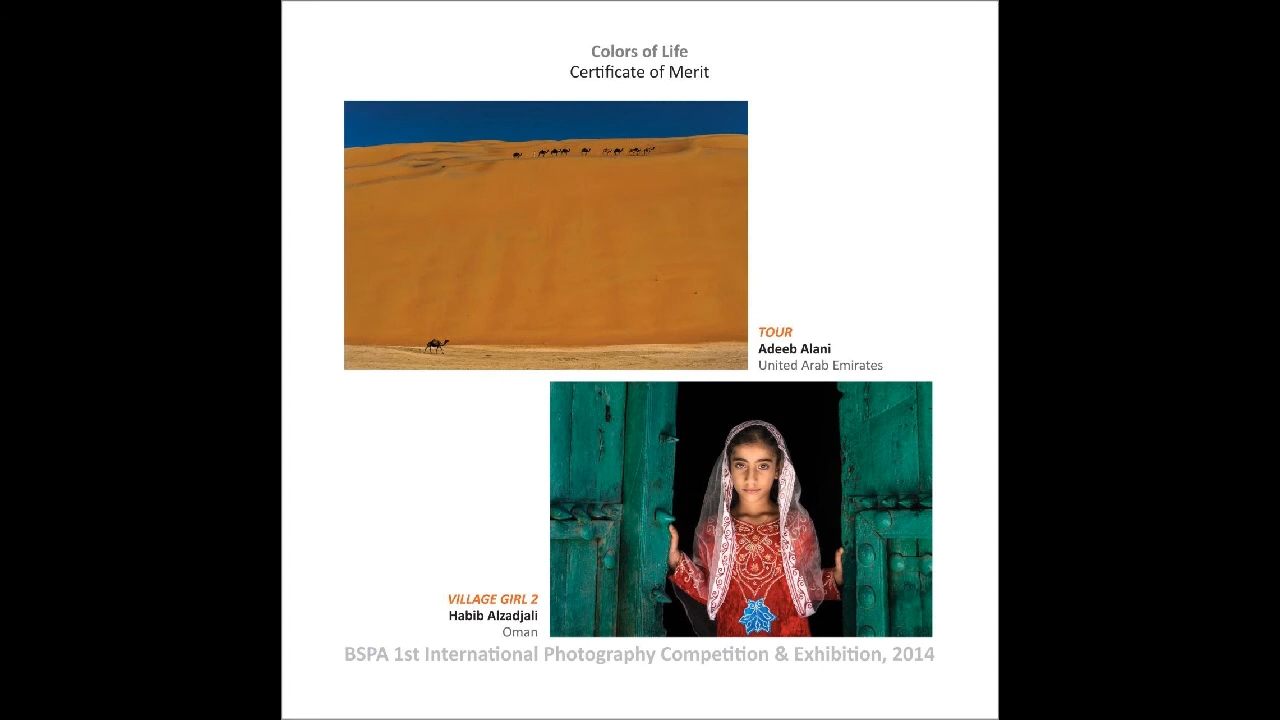 Colors of Life
Certificate of Merit
TOUR
Adeeb Alani
United Arab Emirates
VILLAGE GIRL 2
Habib Alzadjali
Oman
BSPA 1st International Photography Competition & Exhibition, 2014